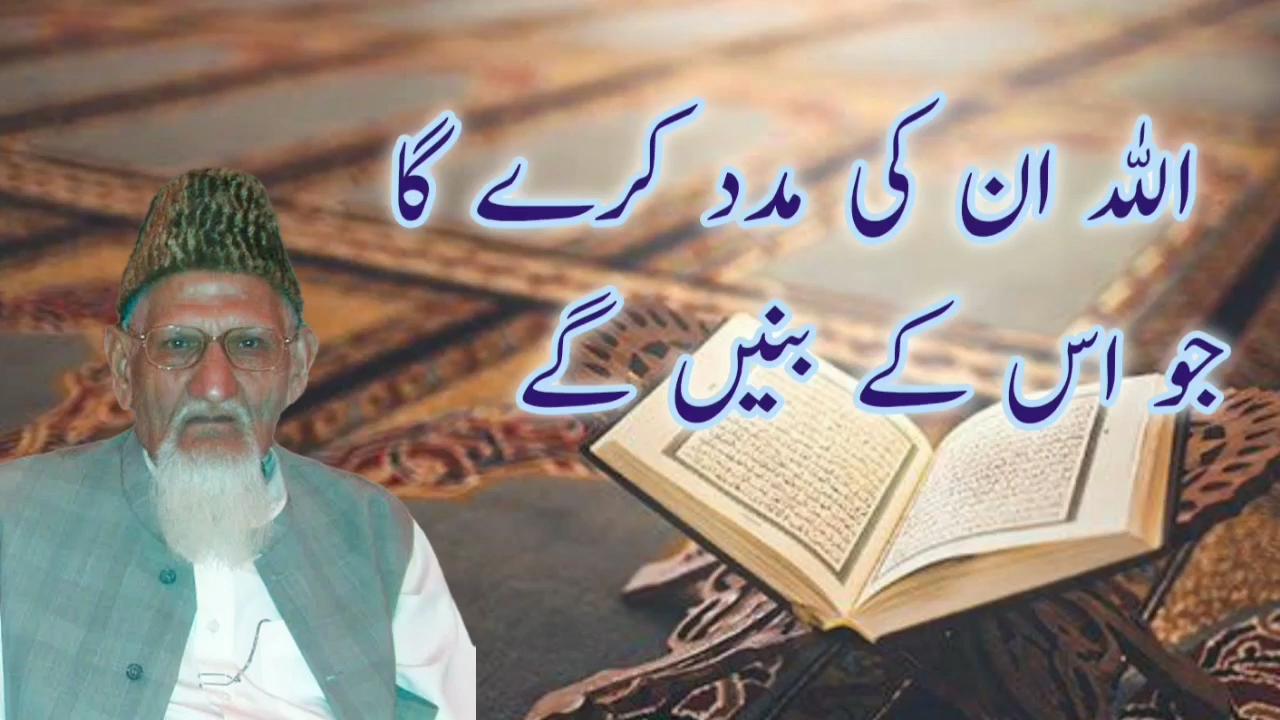 اللہ ان کی مدد کرے گا
جو اس کے بنیں گے